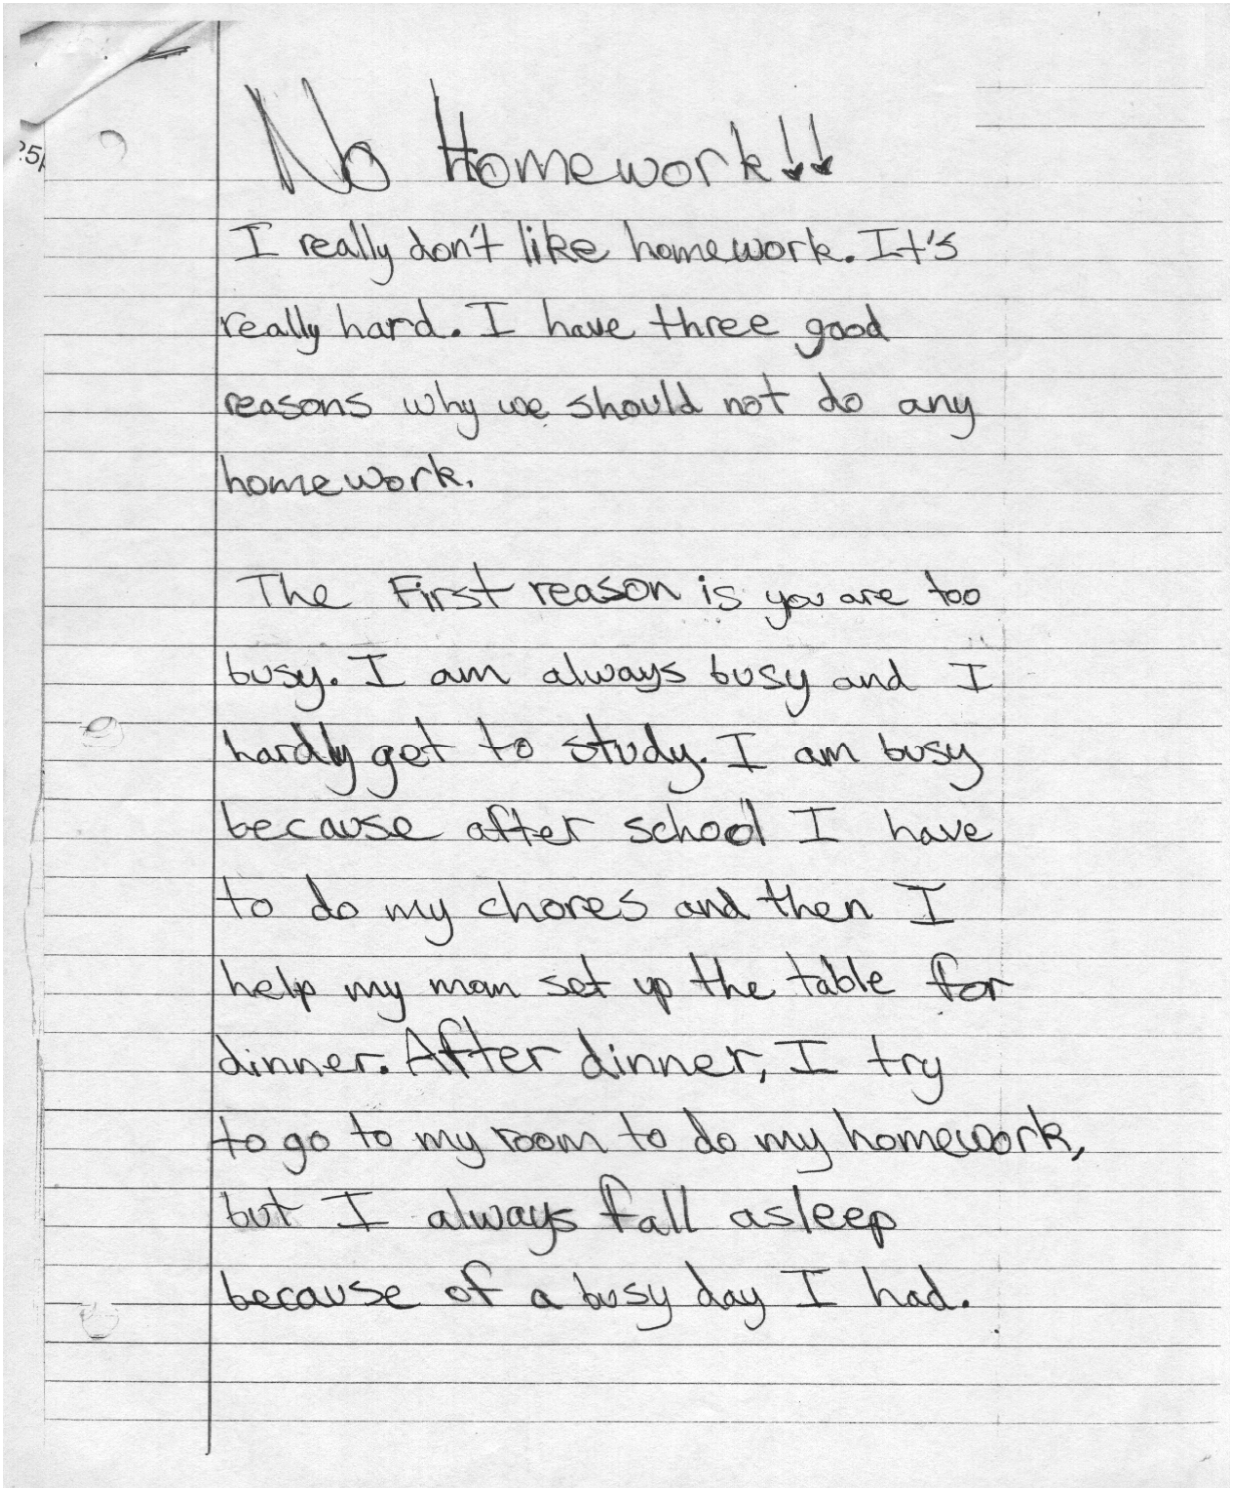 No Homework!!
I really don't like homework. It's
really hard. I have three good
reasons why we should not do any
homework.
The First reason is you are too
busy. I am always busy and I
hardly get to study. I am busy
because after school I have
to do my chores and then I
help my mom set up the table for
dinner. After dinner, I try
to go to my room to do my homework,
but I always fall asleep
because of a busy day I had.